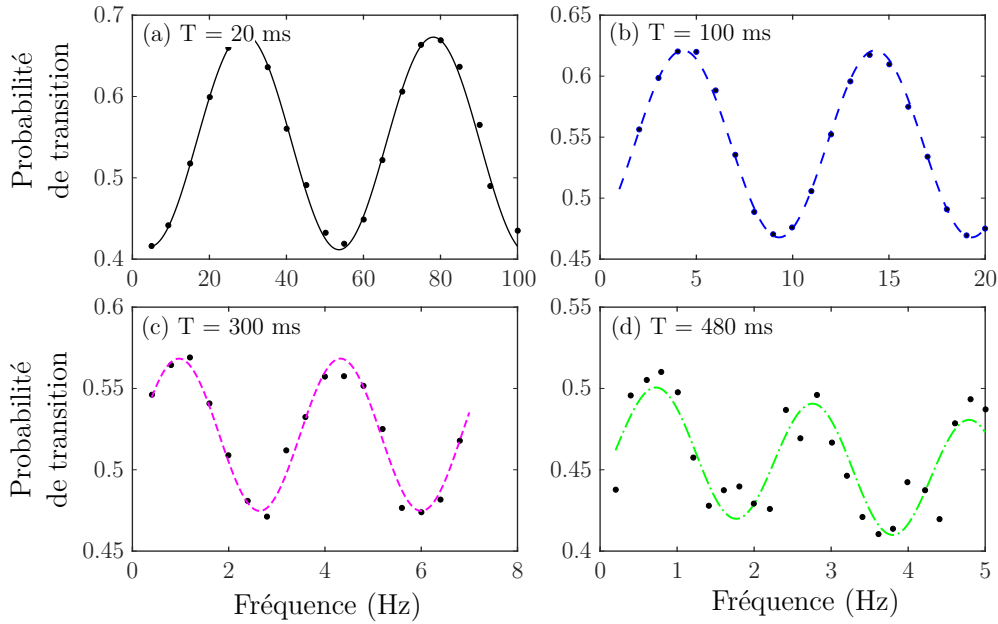 (a) T = 20 ms
0.7
0.6
0.5
0.4
0 20 40 60 80 100
Probabilité
de transition
(b) T = 100 ms
0.65
0.6
0.55
0.5
0.45
0 5 10 15 20
(c) T = 300 ms
0.6
0.55
0.5
0.45
0 2 4 6 8
Probabilité
de transition
Fréquence (Hz)
(d) T = 480 ms
0.55
0.5
0.45
0.4
0 1 2 3 4 5
Fréquence (Hz)